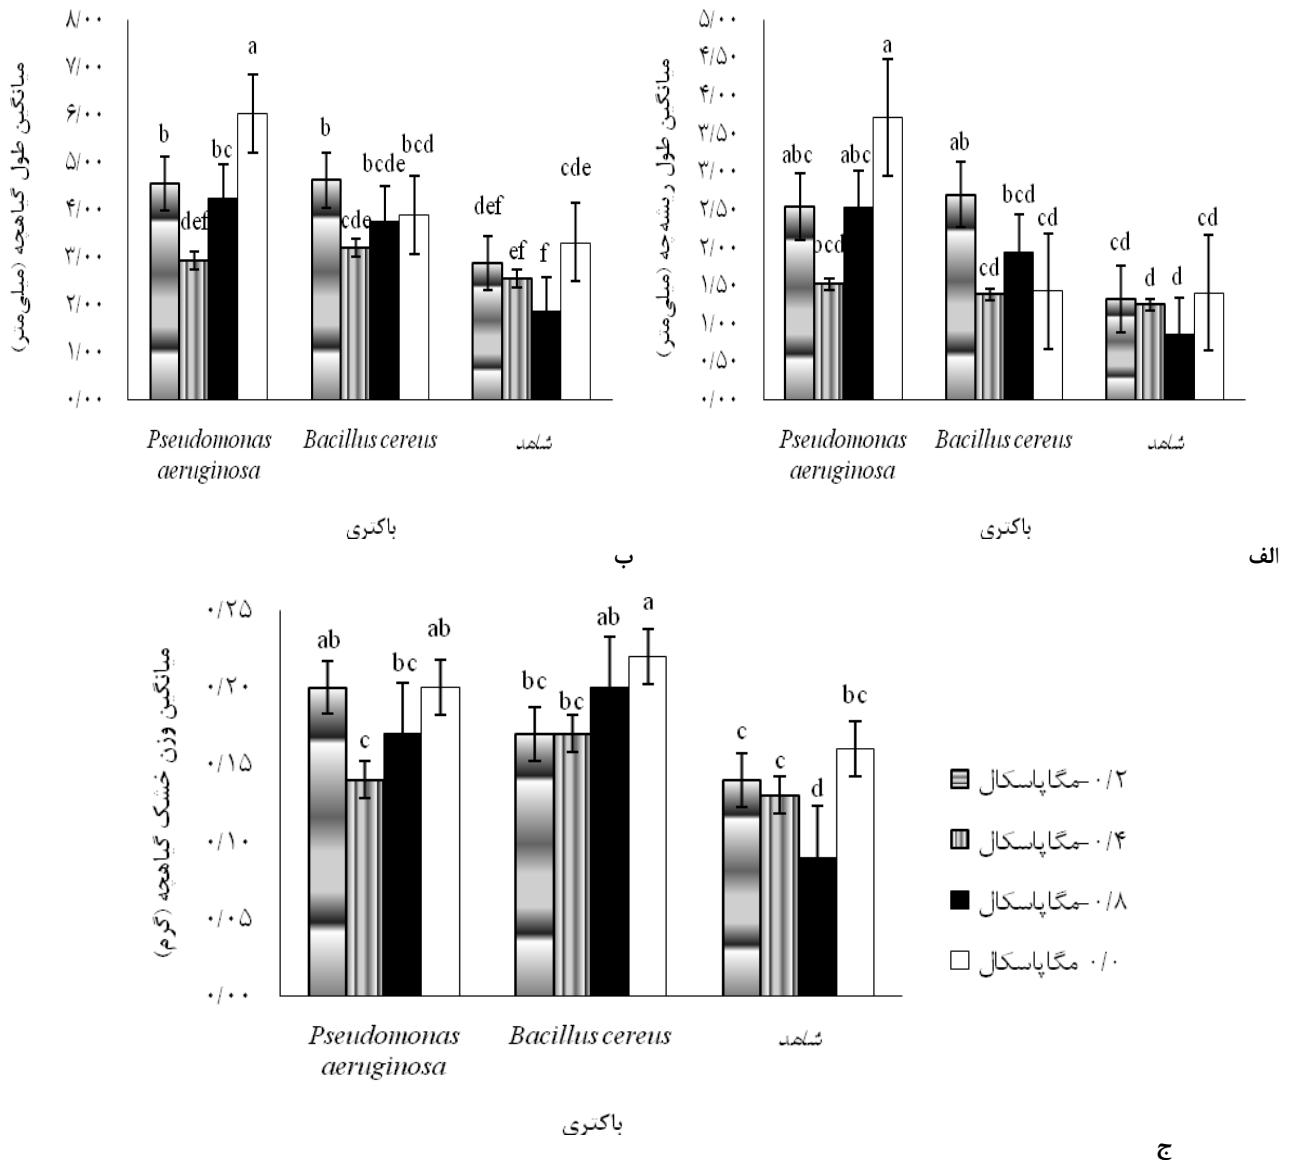 میانگین طول گیاهچه (میلی‌متر)
۸/۰۰
۷/۰۰
۶/۰۰
۵/۰۰
۴/۰۰
۳/۰۰
۲/۰۰
۱/۰۰
۰/۰۰
b
def
bc
a
b
cde
bcde
bcd
def
ef
f
cde
Pseudomonas aeruginosa
Bacillus cereus
شاهد
باکتری
ب
میانگین طول ریشه‌چه (میلی‌متر)
۵/۰۰
۴/۵۰
۴/۰۰
۳/۵۰
۳/۰۰
۲/۵۰
۲/۰۰
۱/۵۰
۱/۰۰
۰/۵۰
۰/۰۰
abc
bcd
abc
a
ab
cd
bcd
cd
cd
d
d
cd
Pseudomonas aeruginosa
Bacillus cereus
شاهد
باکتری
الف
میانگین وزن خشک گیاهچه (گرم)
۰/۲۵
۰/۲۰
۰/۱۵
۰/۱۰
۰/۰۵
۰/۰۰
ab
c
bc
ab
bc
bc
ab
a
c
c
d
bc
Pseudomonas aeruginosa
Bacillus cereus
شاهد
باکتری
۰/۲-مگاپاسکال
۰/۴-مگاپاسکال
۰/۸-مگاپاسکال
۰/۰ مگاپاسکال
ج